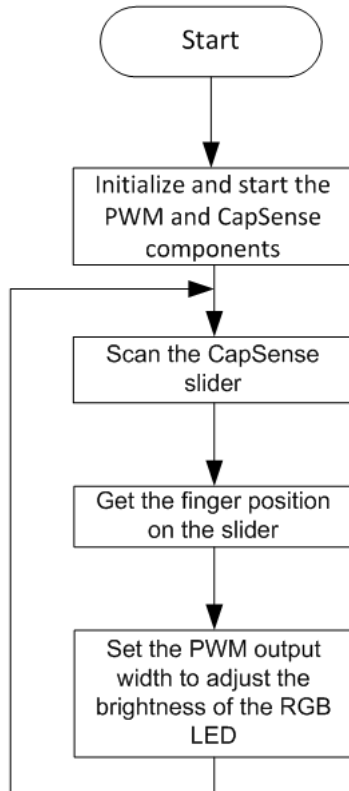 Start
Initialize and start the
PWM and CapSense
components
Scan the CapSense
slider
Get the finger position
on the slider
Set the PWM output
width to adjust the
brightness of the RGB
LED